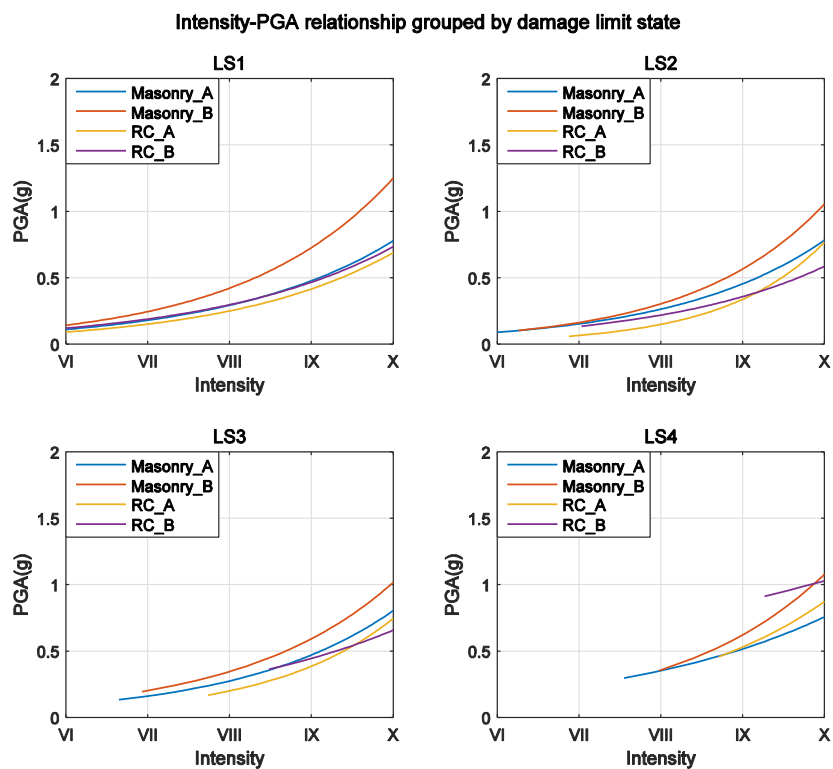 Intensity-PGA relationship grouped by damage limit state
LS1
2
1.5
1
0.5
0
PGA(g)
Masonry_A
Masonry_B
RC_A
RC_B
VI VII VIII IX X
Intensity
LS2
2
1.5
1
0.5
0
PGA(g)
Masonry_A
Masonry_B
RC_A
RC_B
VI VII VIII IX X
Intensity
LS3
2
1.5
1
0.5
0
PGA(g)
Masonry_A
Masonry_B
RC_A
RC_B
VI VII VIII IX X
Intensity
LS4
2
1.5
1
0.5
0
PGA(g)
Masonry_A
Masonry_B
RC_A
RC_B
VI VII VIII IX X
Intensity